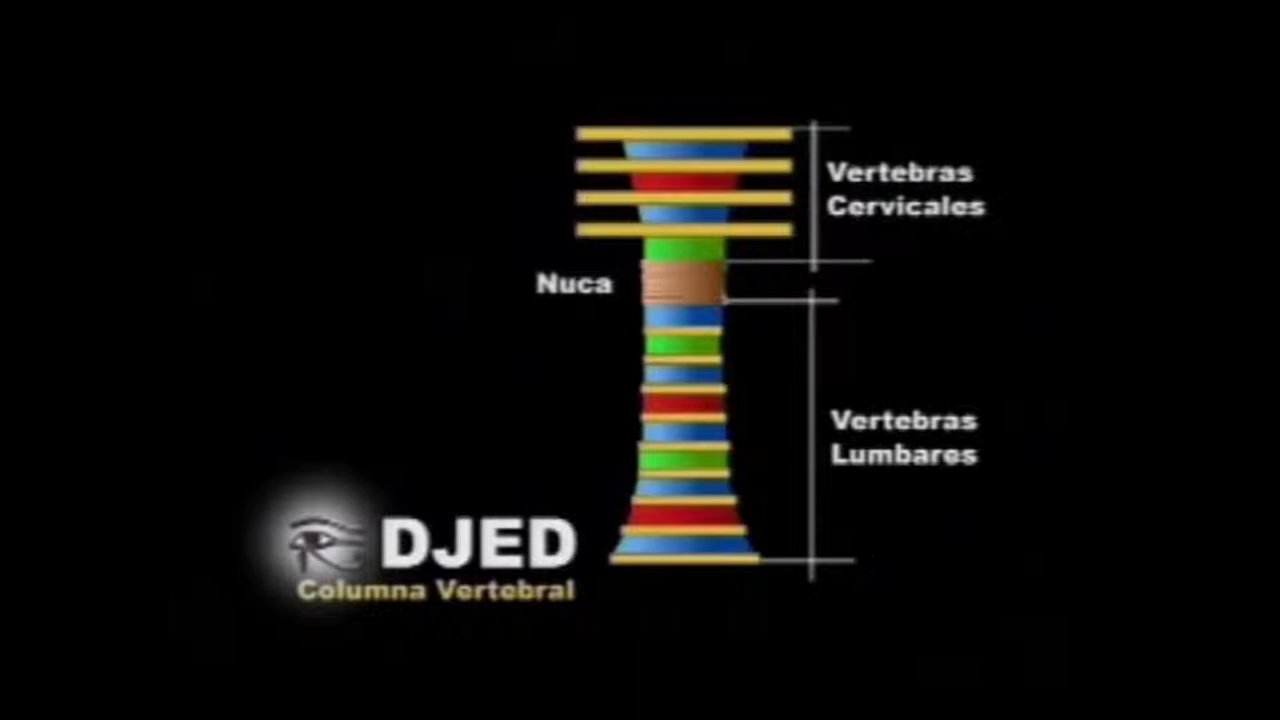 Vertebras
Cervicales
Nuca
Vertebras
Lumbares
DJED
Columna Vertebral